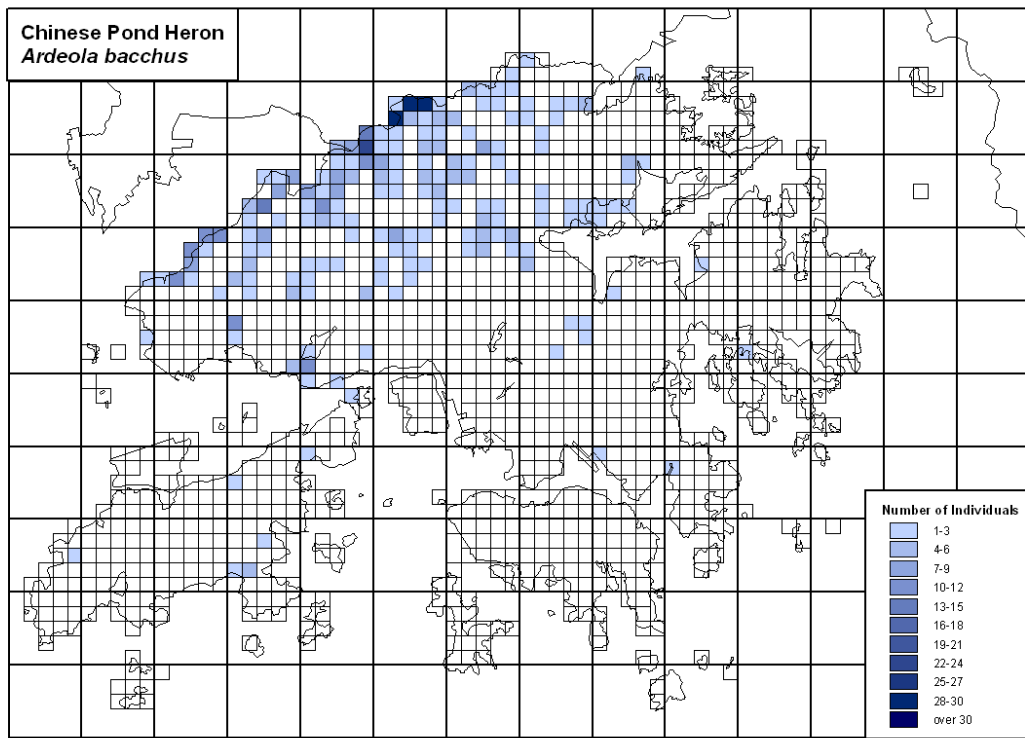 Chinese Pond Heron
Ardeola bacchus
Number of Individuals
1-3
4-6
7-9
10-12
13-15
16-18
19-21
22-24
25-27
28-30
over 30